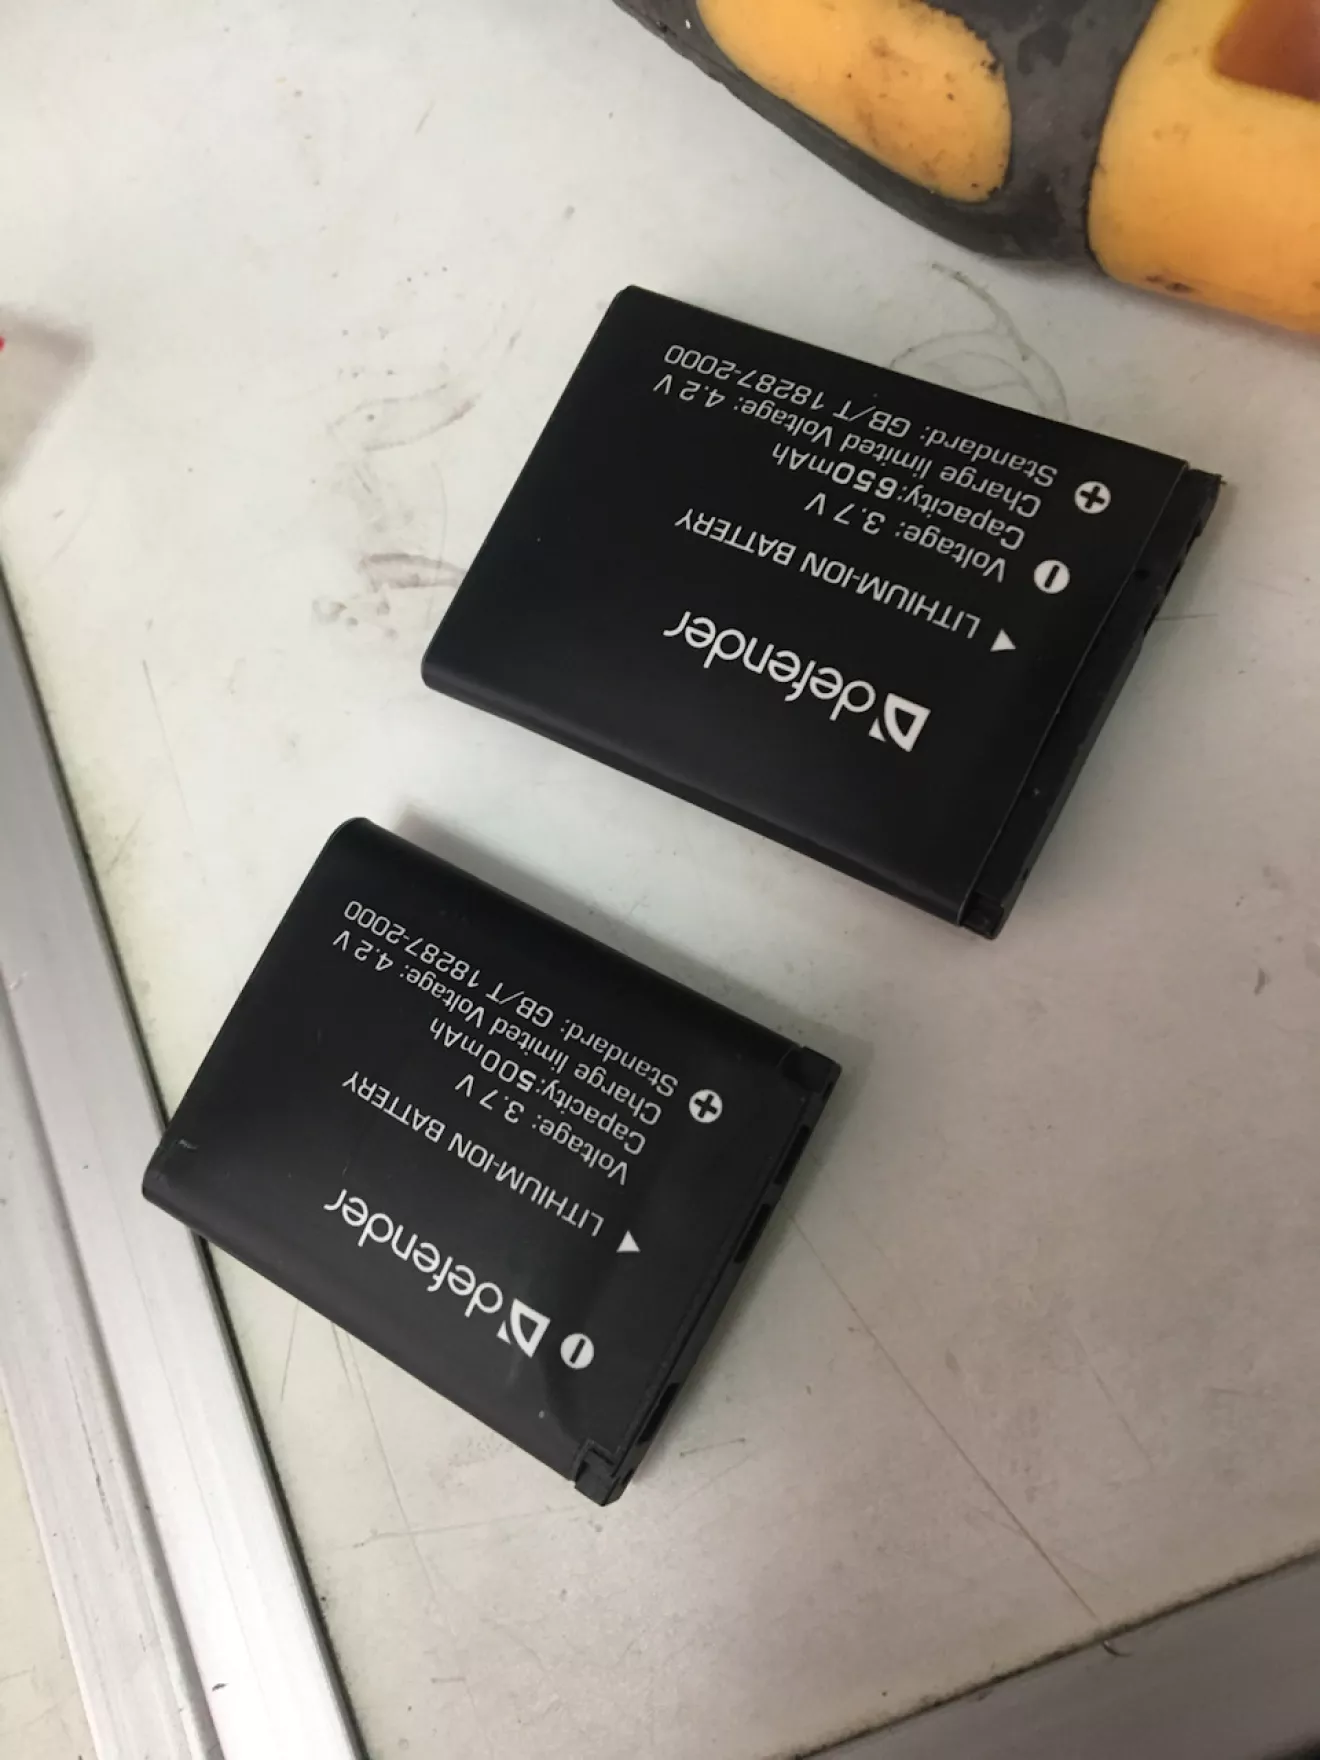 defender
LITHIUM-ION BATTERY
Voltage: 3.7 V
Capacity:650mAh
Charge limited Voltage: 4.2 V
Standard: GB/T 18287-2000
defender
LITHIUM-ION BATTERY
Voltage: 3.7 V
Capacity:500mAh
Charge limited Voltage: 4.2 V
Standard: GB/T 18287-2000